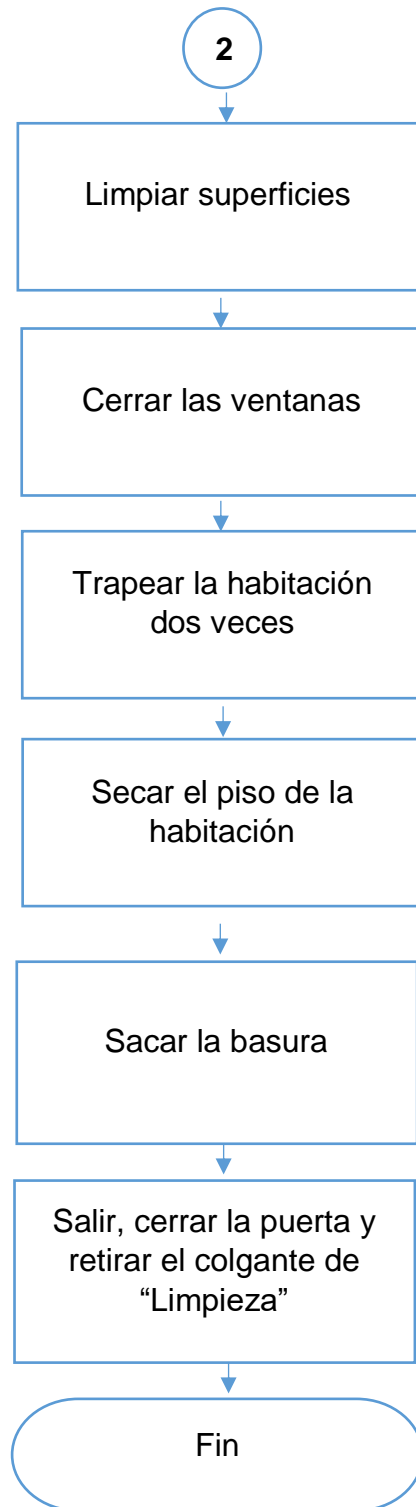 2
Limpiar superficies
Cerrar las ventanas
Trapear la habitación
dos veces
Secar el piso de la
habitación
Sacar la basura
Salir, cerrar la puerta y
retirar el colgante de
“Limpieza”
Fin